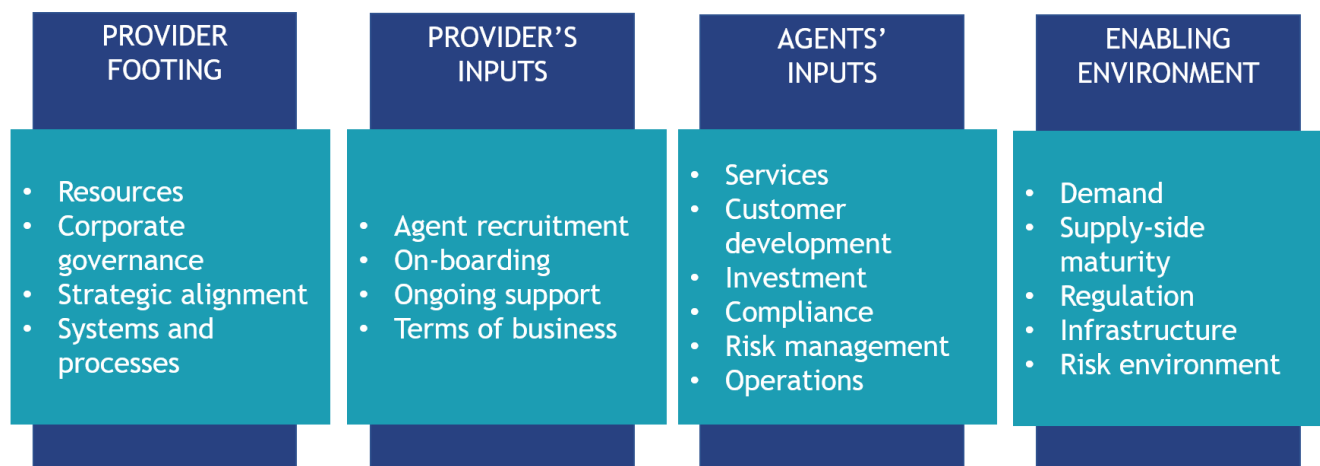 PROVIDER
FOOTING
• Resources
• Corporate
governance
• Strategic alignment
• Systems and
processes
PROVIDER’S
INPUTS
• Agent recruitment
• On-boarding
• Ongoing support
• Terms of business
AGENTS’
INPUTS
• Services
• Customer
development
• Investment
• Compliance
• Risk management
• Operations
ENABLING
ENVIRONMENT
• Demand
• Supply-side
maturity
• Regulation
• Infrastructure
• Risk environment